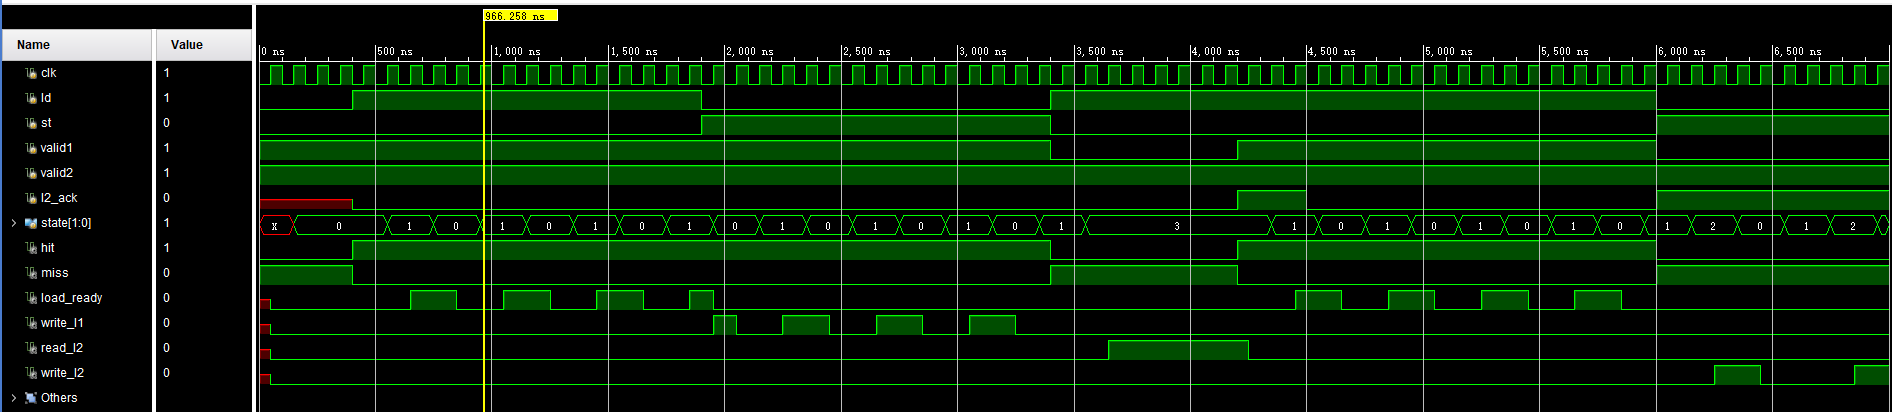 966.258 ns
Name Value
0 ns 500 ns 1,000 ns 1,500 ns 2,000 ns 2,500 ns 3,000 ns 3,500 ns 4,000 ns 4,500 ns 5,000 ns 5,500 ns 6,000 ns 6,500 ns
clk 1
ld 1
st 0
valid1 1
valid2 1
l2_ack 0
state[1:0] 1 X 0 1 0 1 0 1 0 1 0 1 0 1 0 1 0 1 3 1 0 1 0 1 0 1 0 1 2 0 1 2
hit 1
miss 0
load_ready 0
write_l1 0
read_l2 0
write_l2 0
Others